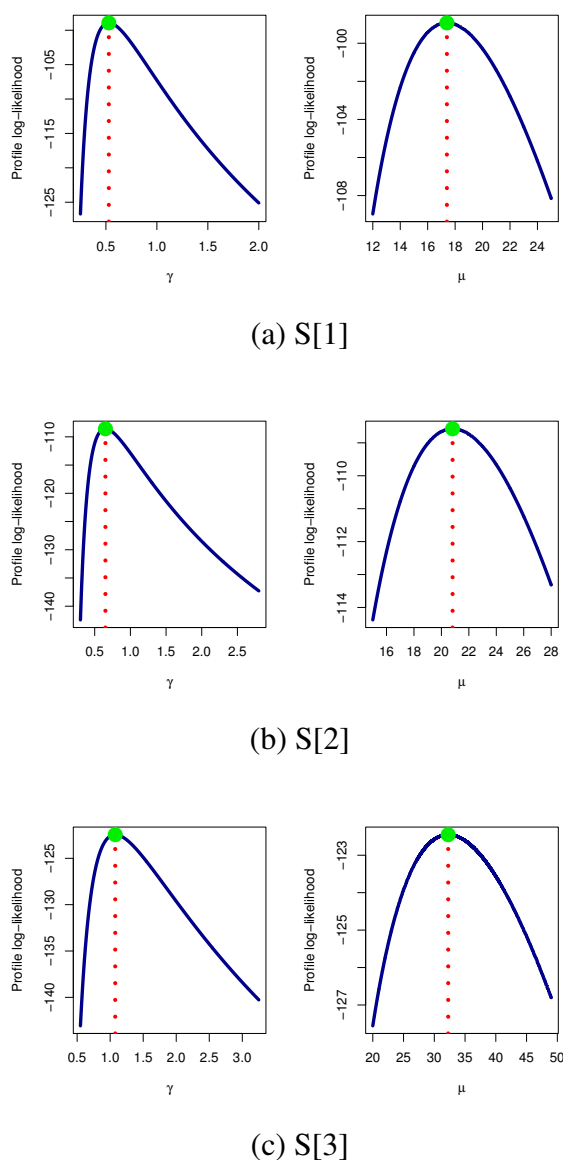 Profile log−likelihood
−125 −115 −105
0.5 1.0 1.5 2.0
γ
Profile log−likelihood
−108 −104 −100
12 14 16 18 20 22 24
μ
(a) S[1]
Profile log−likelihood
−140 −130 −120 −110
0.5 1.0 1.5 2.0 2.5
γ
Profile log−likelihood
−114 −112 −110
16 18 20 22 24 26 28
μ
(b) S[2]
Profile log−likelihood
−140 −135 −130 −125
0.5 1.0 1.5 2.0 2.5 3.0
γ
Profile log−likelihood
−127 −125 −123
20 25 30 35 40 45 50
μ
(c) S[3]